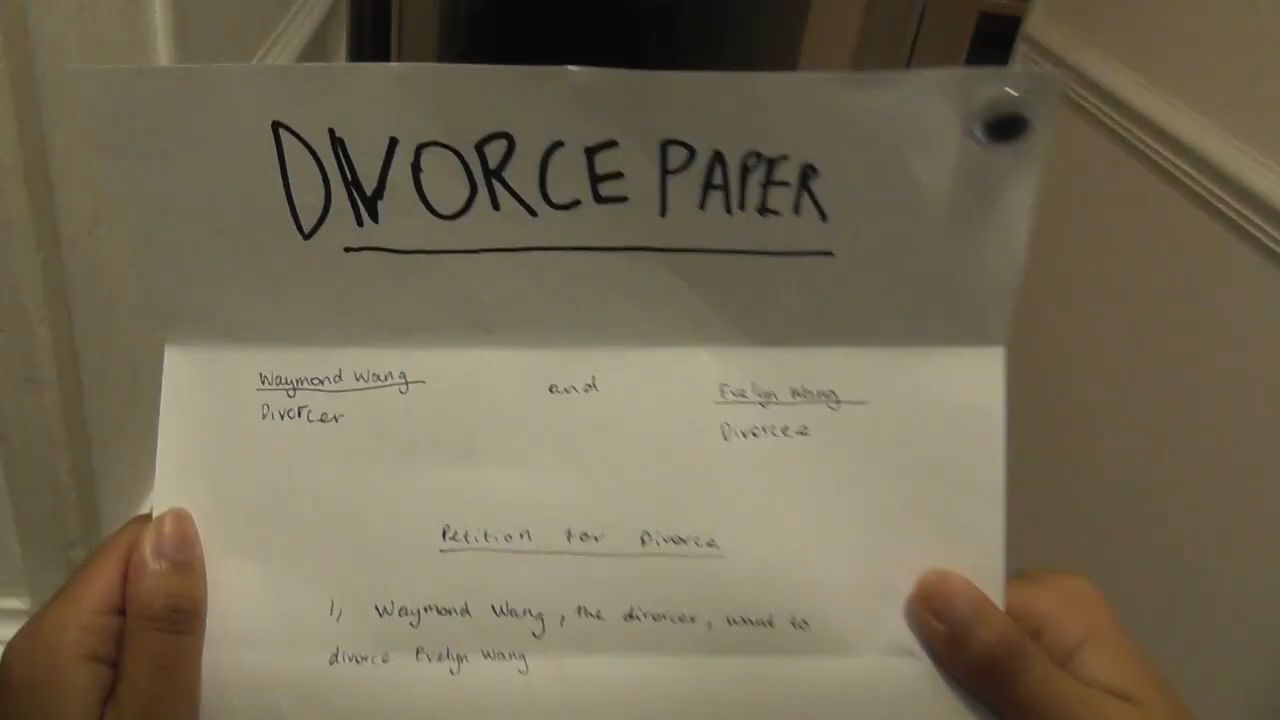 DIVORCE PAPER
Waymond Wang and Evelyn Wang
Divorcer Divorcee
Petition for Divorce
I, Waymond Wang, the divorcer, want to
divorce Evelyn Wang